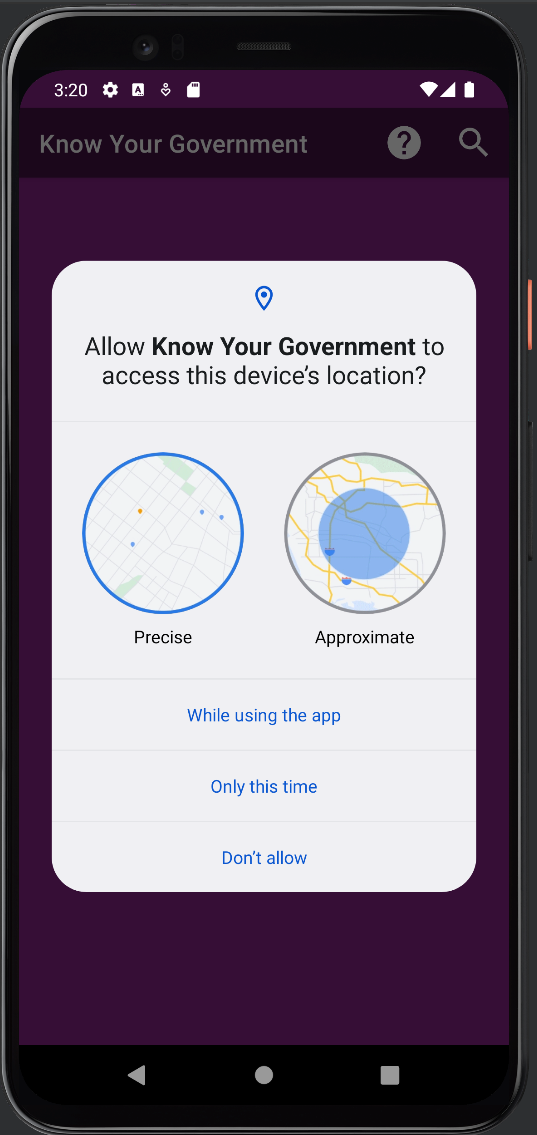 3:20
Know Your Government
Allow Know Your Government to
access this device's location?
Precise
Approximate
While using the app
Only this time
Don't allow